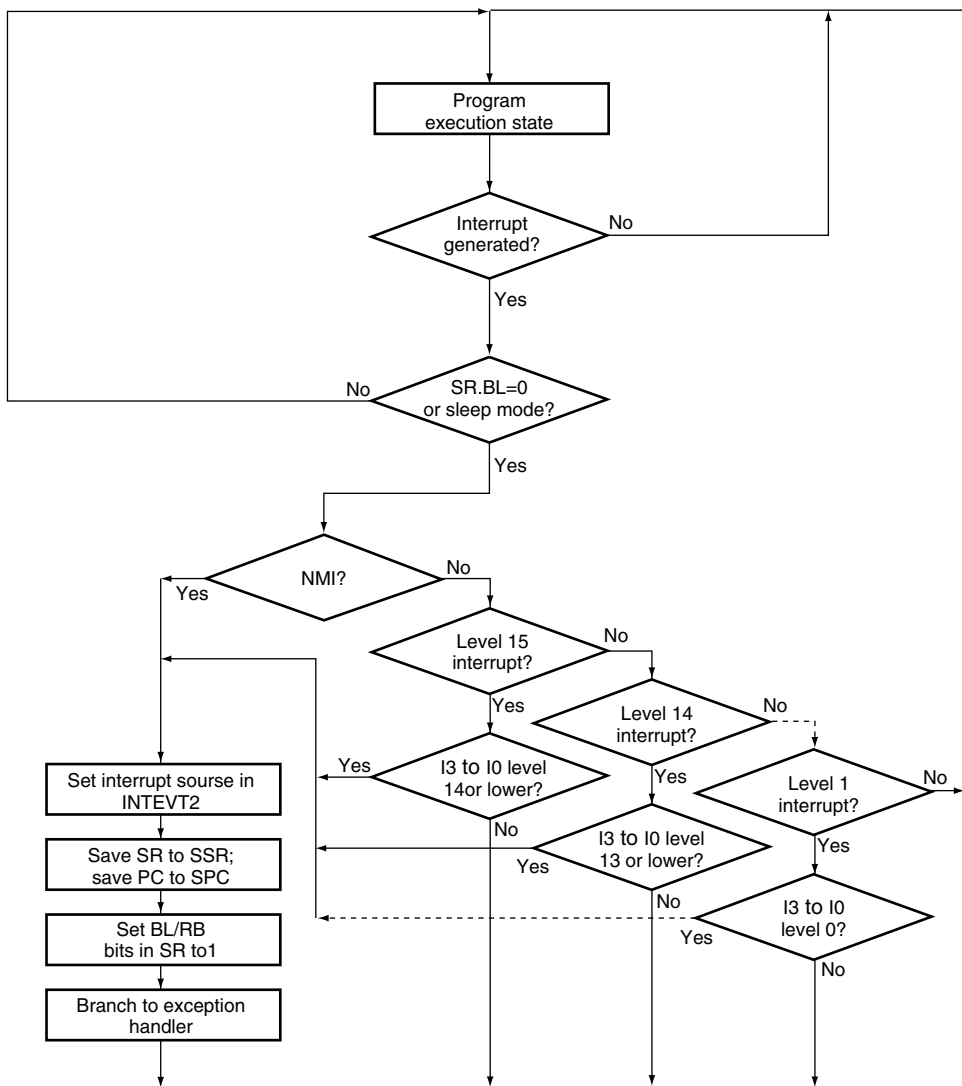 Program
execution state
Interrupt
generated?
No
Yes
SR.BL=0
or sleep mode?
No
Yes
NMI?
Yes
No
Level 15
interrupt?
No
Yes
Level 14
interrupt?
No
Yes
I3 to I0 level
14or lower?
Yes
No
Level 1
interrupt?
No
Yes
I3 to I0 level
13 or lower?
Yes
No
I3 to I0
level 0?
Yes
No
Set interrupt sourse in
INTEVT2
Save SR to SSR;
save PC to SPC
Set BL/RB
bits in SR to1
Branch to exception
handler